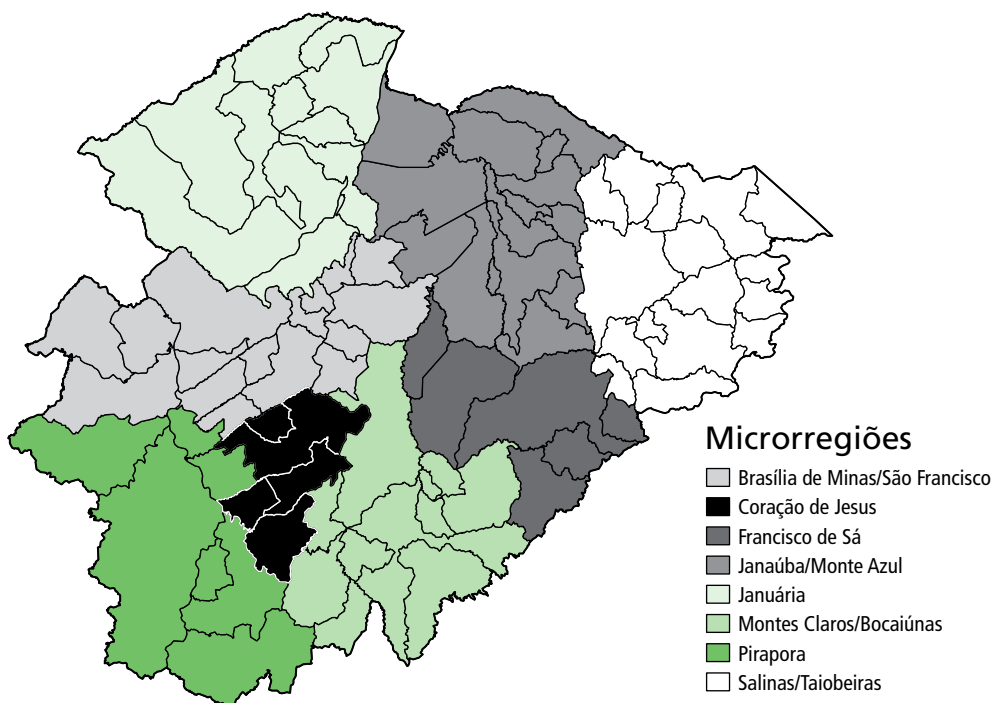 Microrregiões
Brasília de Minas/São Francisco
Coração de Jesus
Francisco de Sá
Janaúba/Monte Azul
Januária
Montes Claros/Bocaiúnas
Pirapora
Salinas/Taiobeiras